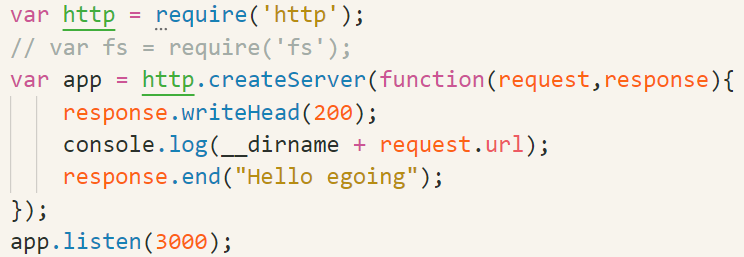 var http = require('http');
// var fs = require('fs');
var app = http.createServer(function(request,response){
    response.writeHead(200);
    console.log(__dirname + request.url);
    response.end("Hello egoing");
});
app.listen(3000);